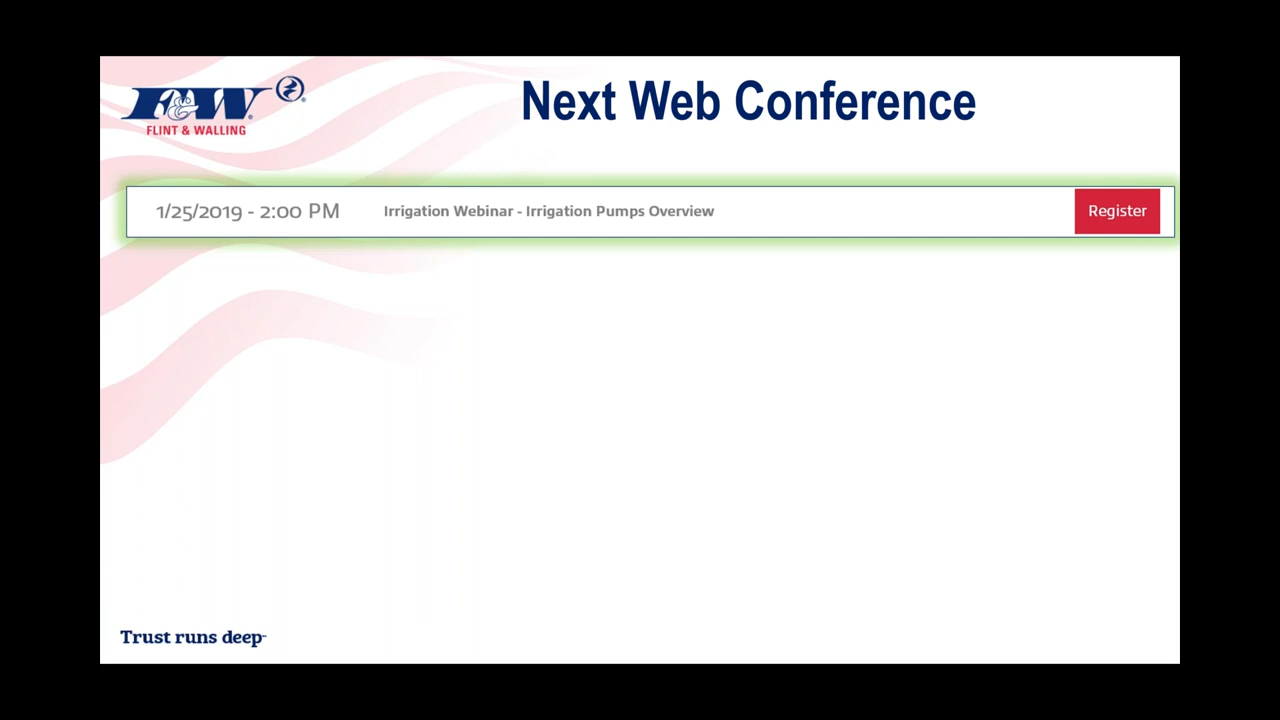 F&W
FLINT & WALLING
Next Web Conference
1/25/2019 - 2:00 PM Irrigation Webinar - Irrigation Pumps Overview Register
Trust runs deep